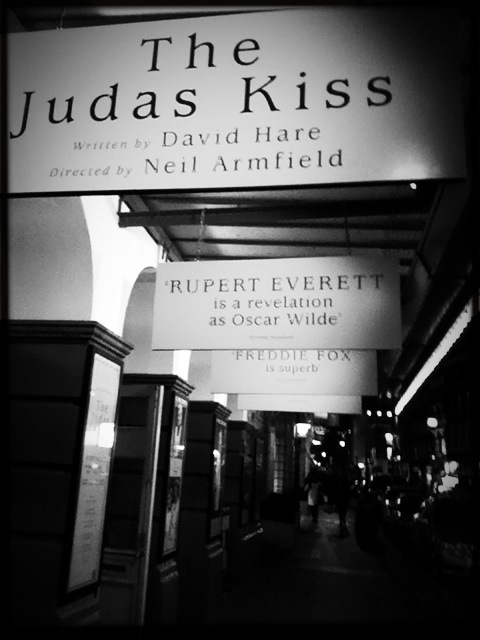 The
Judas Kiss
Written by David Hare
Directed by Neil Armfield
'RUPERT EVERETT
is a revelation
as Oscar Wilde'
'FREDDIE FOX
is superb'